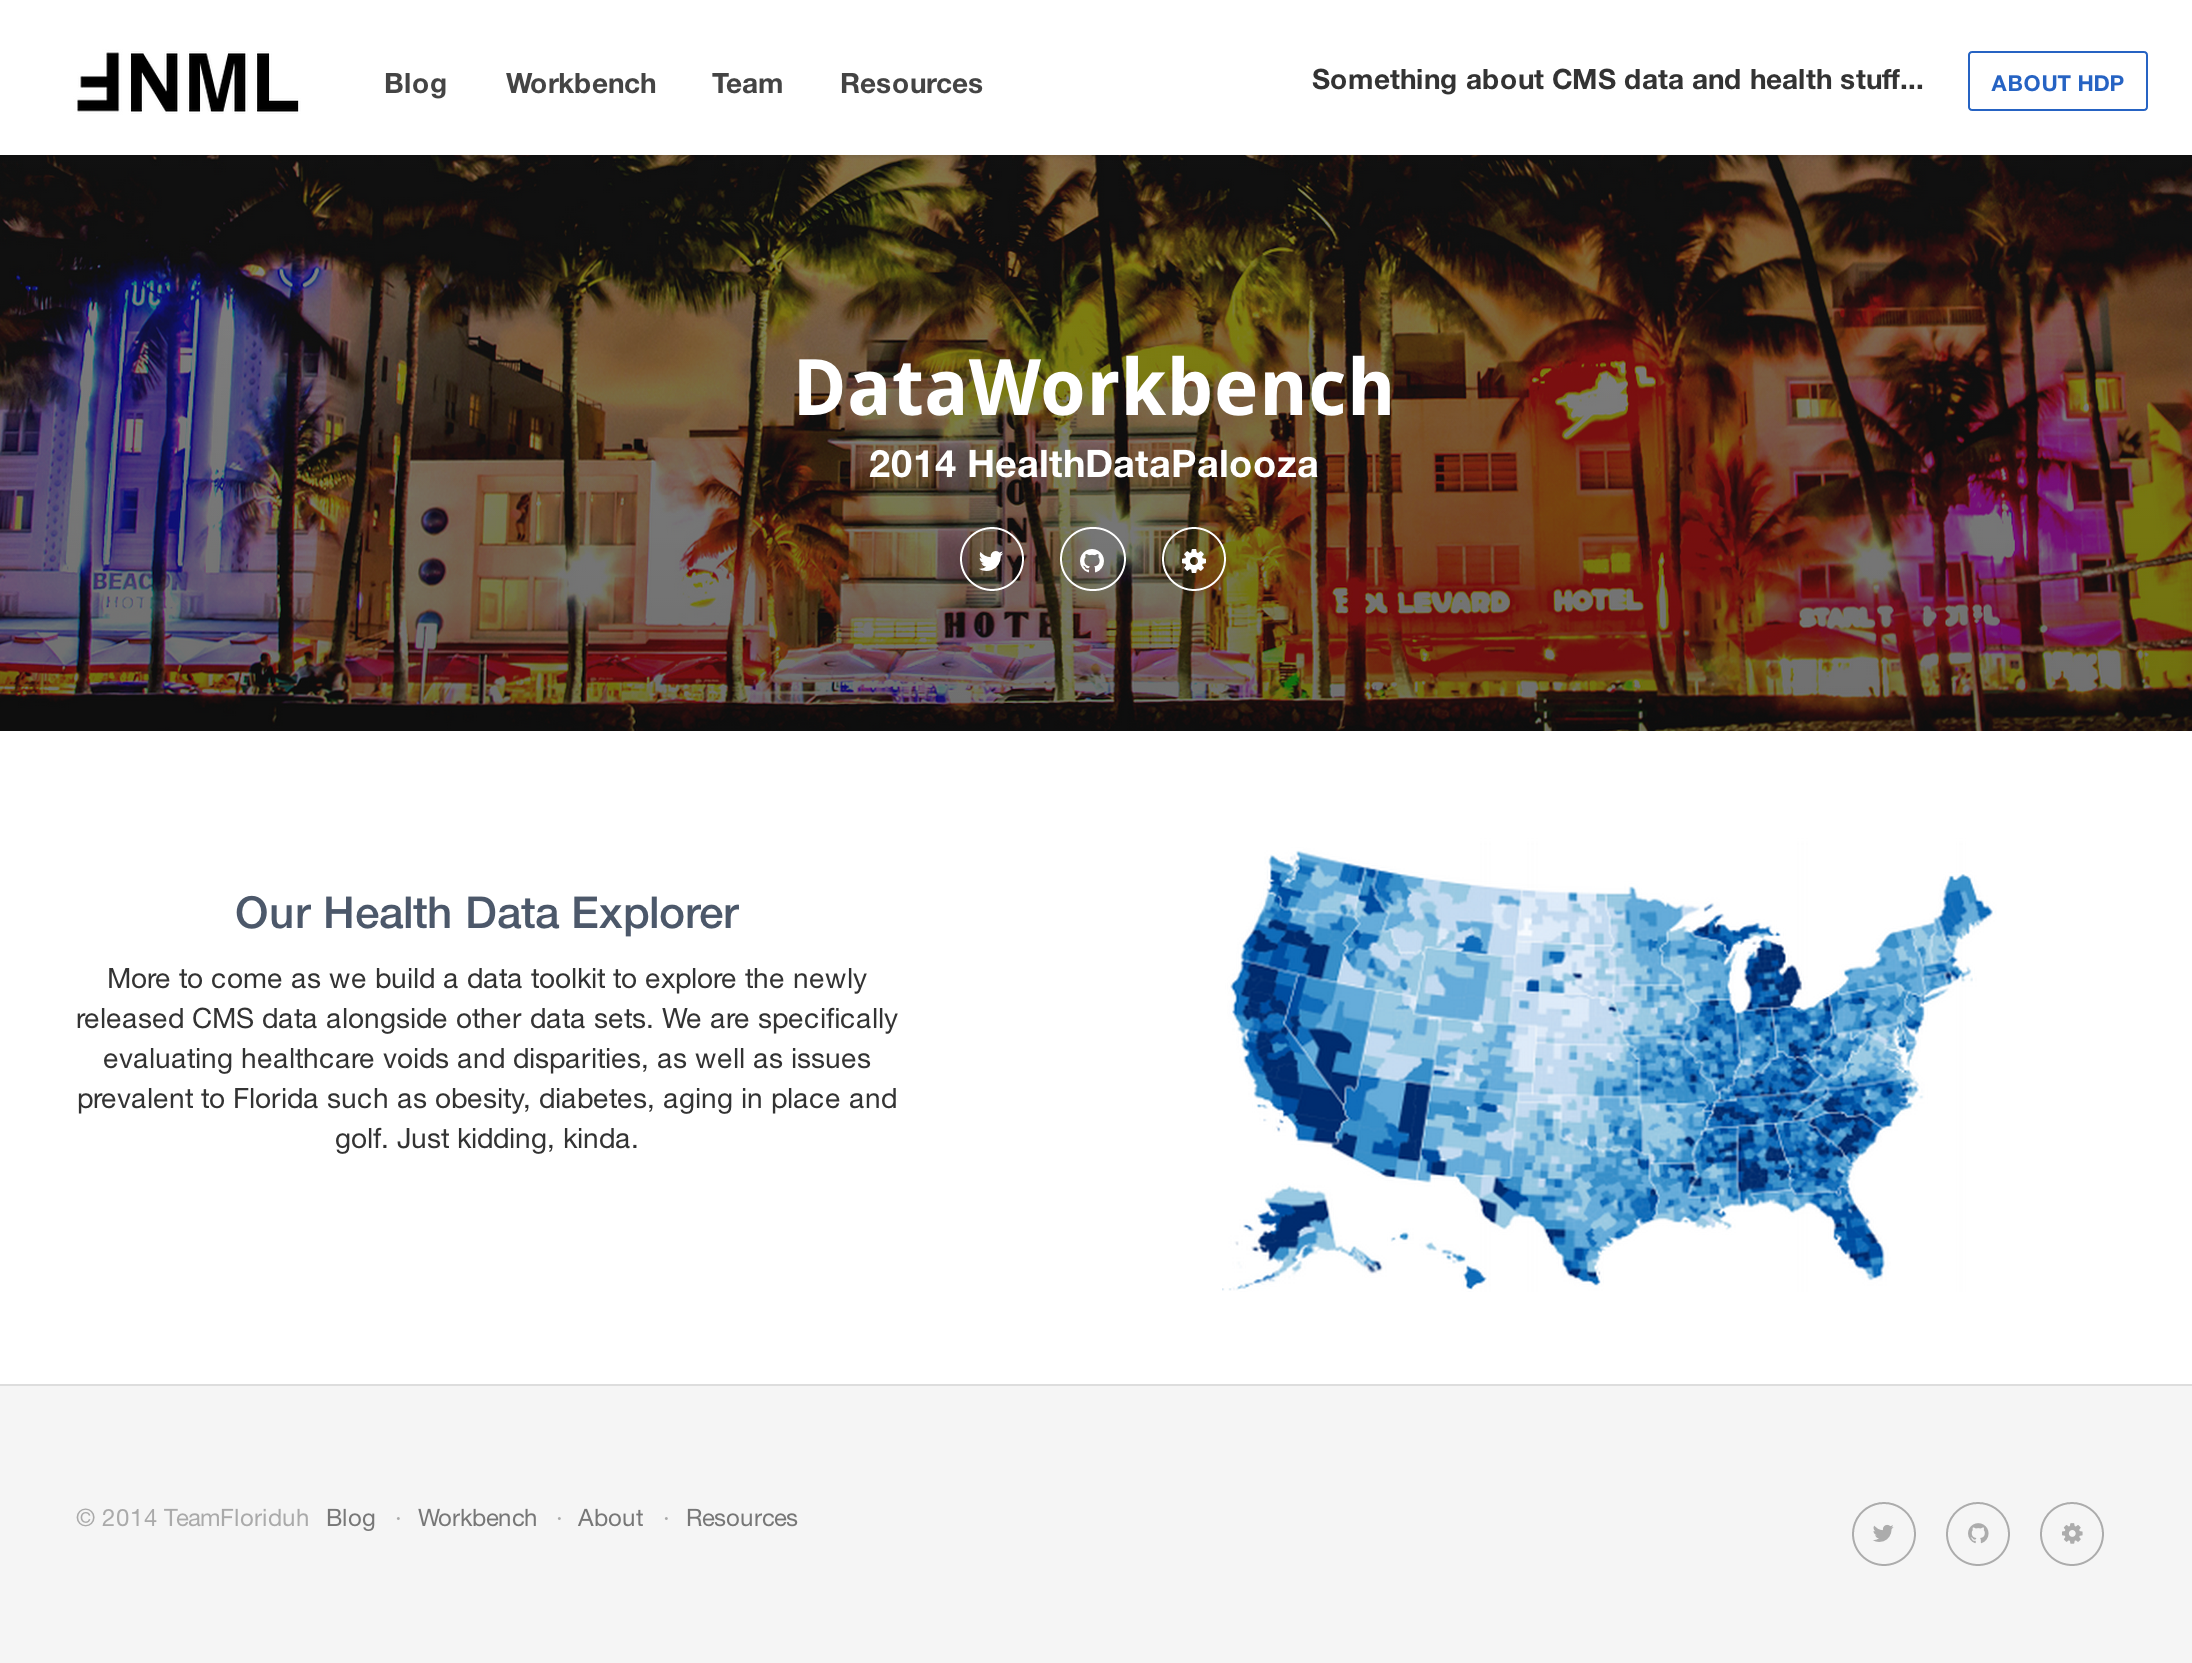 ƎNML
Blog
Workbench
Team
Resources
Something about CMS data and health stuff...
ABOUT HDP
DataWorkbench
2014 HealthDataPalooza
BEACON
HOTEL
HOTEL
BOULEVARD HOTEL
Our Health Data Explorer
More to come as we build a data toolkit to explore the newly
released CMS data alongside other data sets. We are specifically
evaluating healthcare voids and disparities, as well as issues
prevalent to Florida such as obesity, diabetes, aging in place and
golf. Just kidding, kinda.
© 2014 TeamFloriduh Blog · Workbench · About · Resources